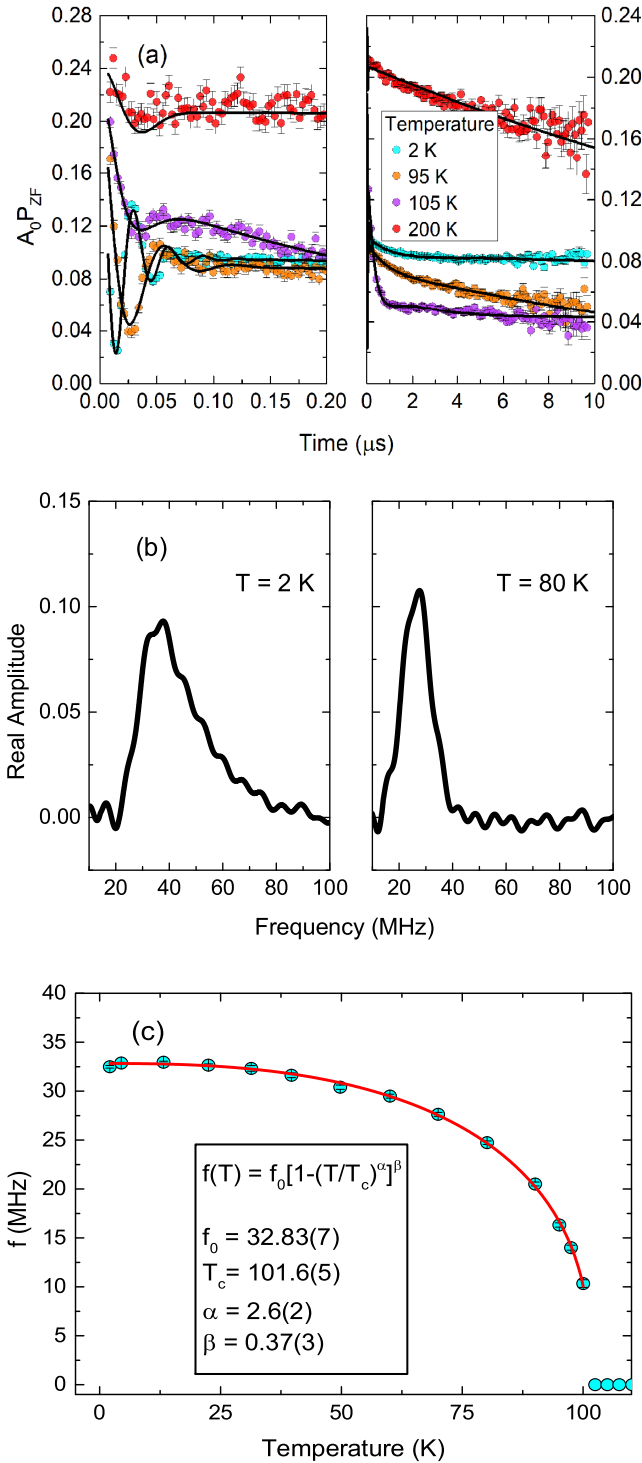 (a)
0.28
0.24
0.20
0.16
0.12
0.08
0.04
0.00
A₀P_ZF
0.00 0.05 0.10 0.15 0.20
0.24
0.20
0.16
0.12
0.08
0.04
0.00
0 2 4 6 8 10
Temperature
2 K
95 K
105 K
200 K
Time (μs)
(b)
0.15
0.10
0.05
0.00
Real Amplitude
T = 2 K
T = 80 K
20 40 60 80 100
20 40 60 80 100
Frequency (MHz)
(c)
40
35
30
25
20
15
10
5
0
f (MHz)
f(T) = f₀[1-(T/T_c)^α]^β
f₀ = 32.83(7)
T_c= 101.6(5)
α = 2.6(2)
β = 0.37(3)
0 25 50 75 100
Temperature (K)